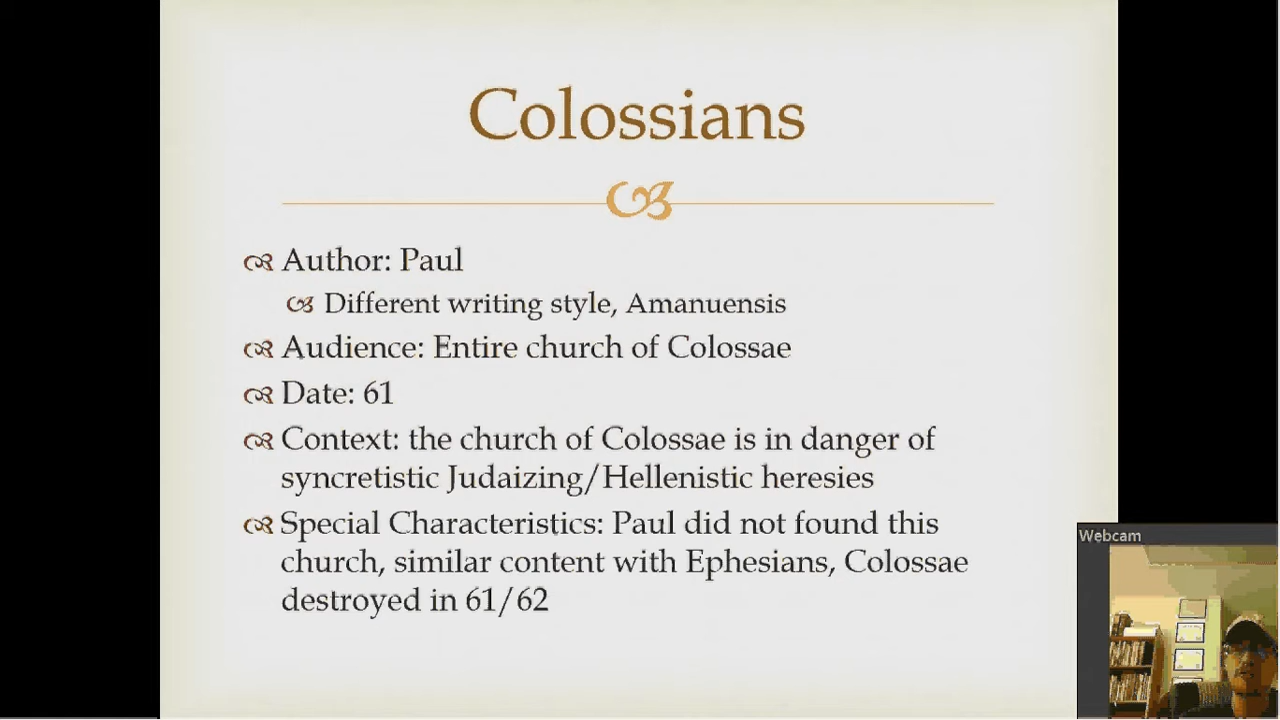 Colossians
Author: Paul
Different writing style, Amanuensis
Audience: Entire church of Colossae
Date: 61
Context: the church of Colossae is in danger of
syncretistic Judaizing/Hellenistic heresies
Special Characteristics: Paul did not found this
church, similar content with Ephesians, Colossae
destroyed in 61/62
Webcam